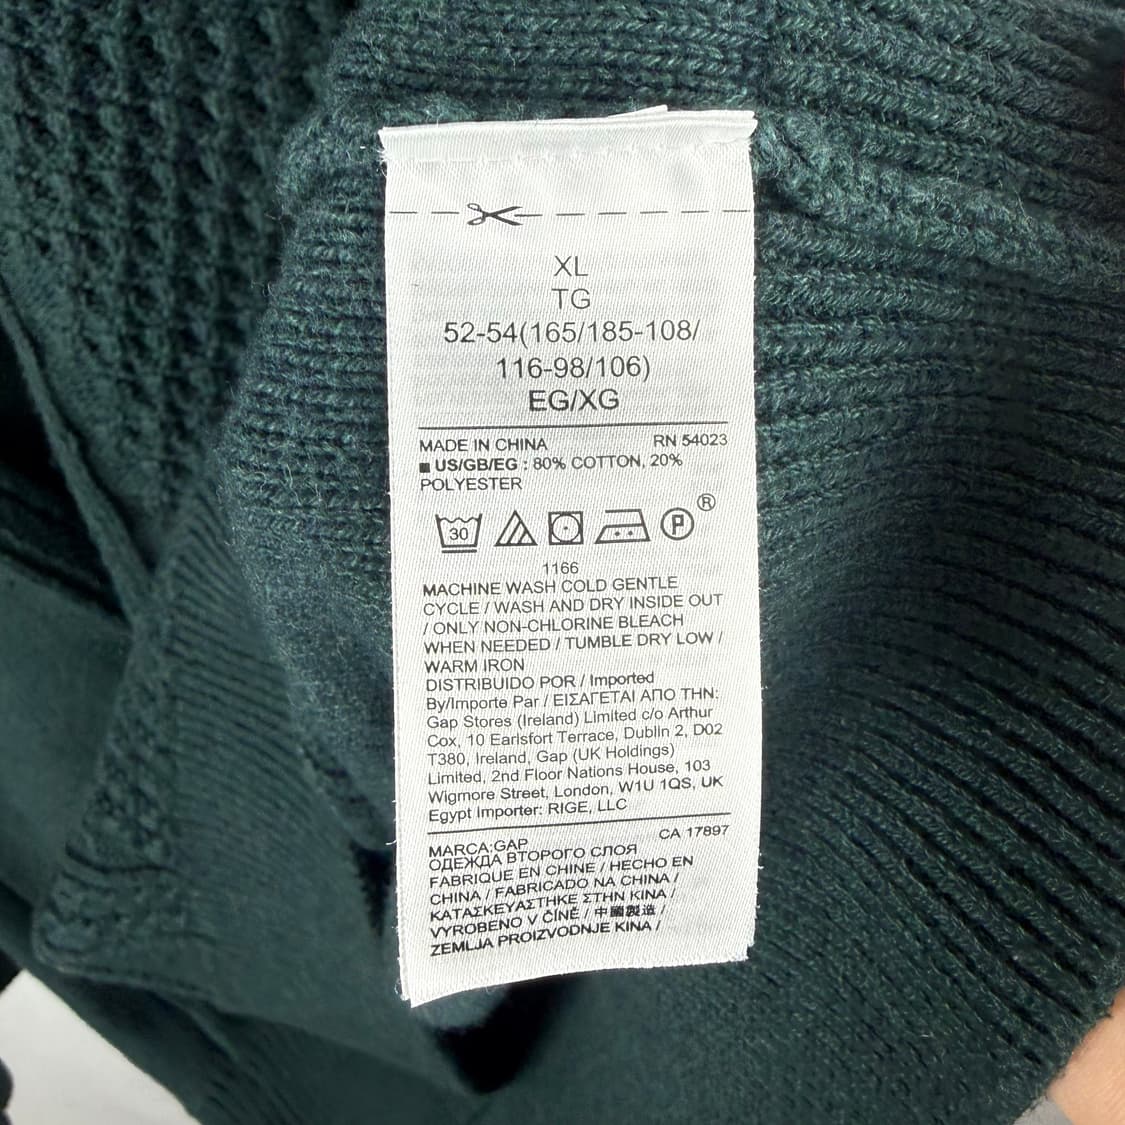 XL
TG
52-54(165/185-108/
116-98/106)
EG/XG
MADE IN CHINA RN 54023
■ US/GB/EG : 80% COTTON, 20%
POLYESTER
30 P ®
1166
MACHINE WASH COLD GENTLE
CYCLE / WASH AND DRY INSIDE OUT
/ ONLY NON-CHLORINE BLEACH
WHEN NEEDED / TUMBLE DRY LOW /
WARM IRON
DISTRIBUIDO POR / Imported
By/Importe Par / ΕΙΣΑΓΕΤΑΙ ΑΠΟ ΤΗΝ:
Gap Stores (Ireland) Limited c/o Arthur
Cox, 10 Earlsfort Terrace, Dublin 2, D02
T380, Ireland, Gap (UK Holdings)
Limited, 2nd Floor Nations House, 103
Wigmore Street, London, W1U 1QS, UK
Egypt Importer: RIGE, LLC
CA 17897
MARCA:GAP
ОДЕЖДА ВТОРОГО СЛОЯ
FABRIQUE EN CHINE / HECHO EN
CHINA / FABRICADO NA CHINA /
ΚΑΤΑΣΚΕΥΑΣΤΗΚΕ ΣΤΗΝ ΚΙΝΑ /
VYROBENO V ČÍNĚ / 中國製造 /
ZEMLJA PROIZVODNJE KINA /